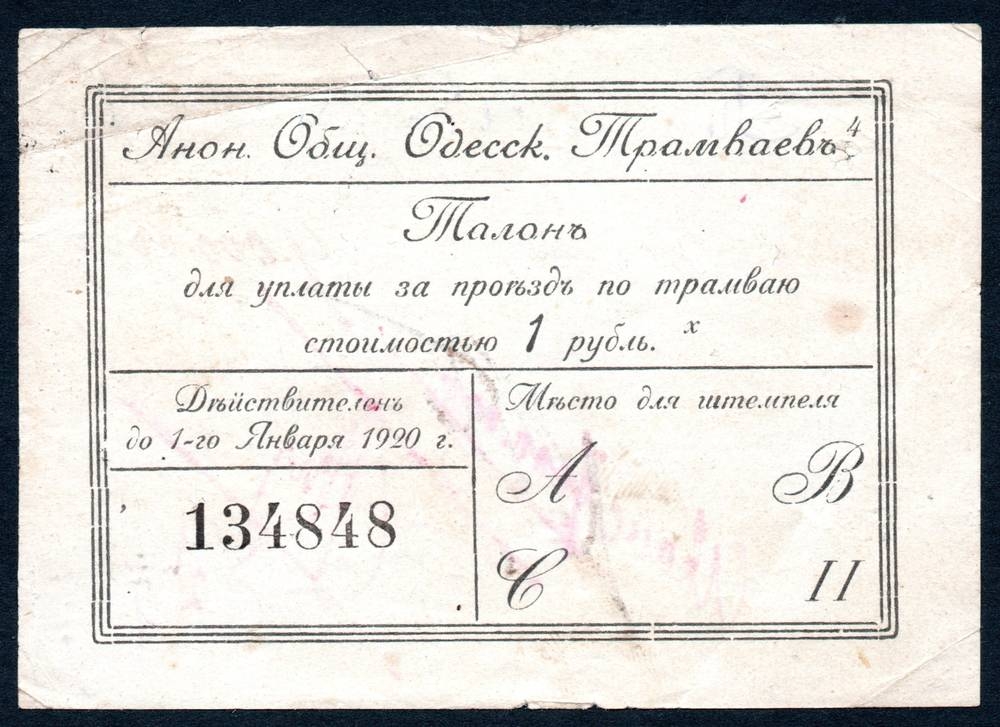 Анон. Общ. Одесск. Трамваевъ 4
Талонъ
для уплаты за проѣздъ по трамваю
стоимостью 1 рубль. х
Дѣйствителенъ
до 1-го Января 1920 г.
134848
Мѣсто для штемпеля
А В
С II